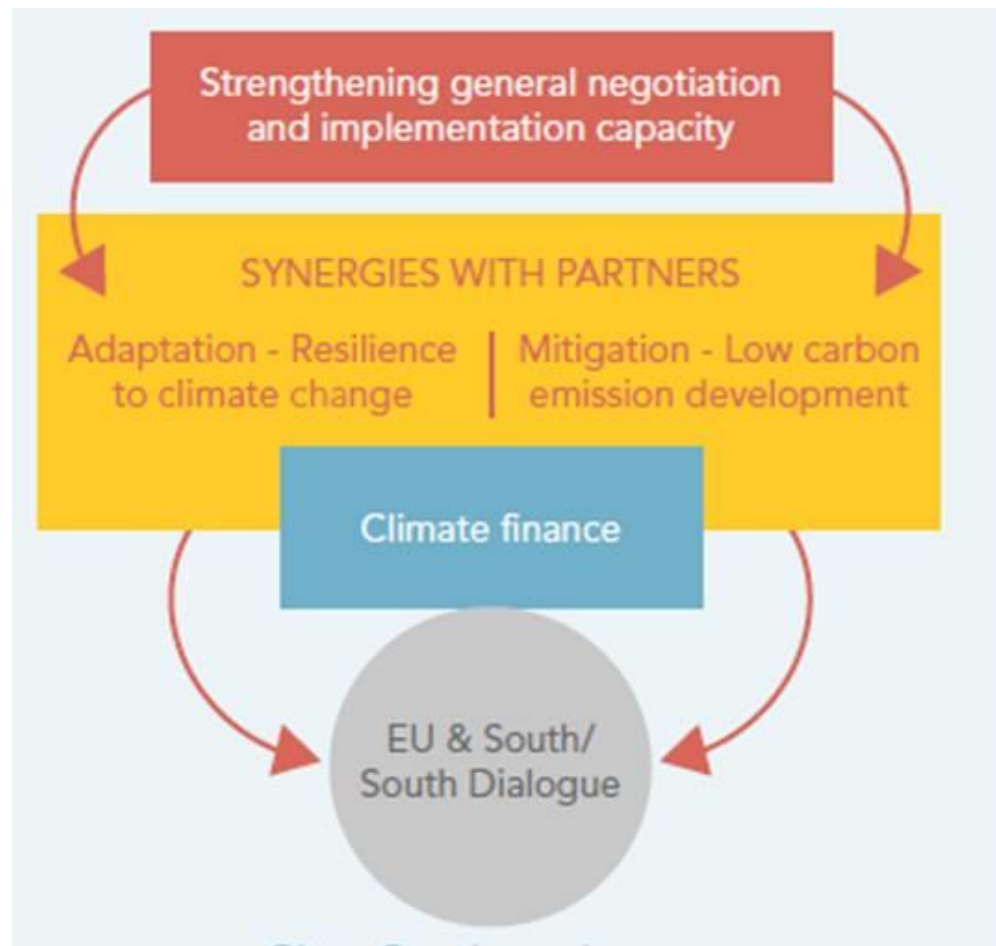 Strengthening general negotiation
and implementation capacity
SYNERGIES WITH PARTNERS
Adaptation - Resilience
to climate change
Mitigation - Low carbon
emission development
Climate finance
EU & South/
South Dialogue